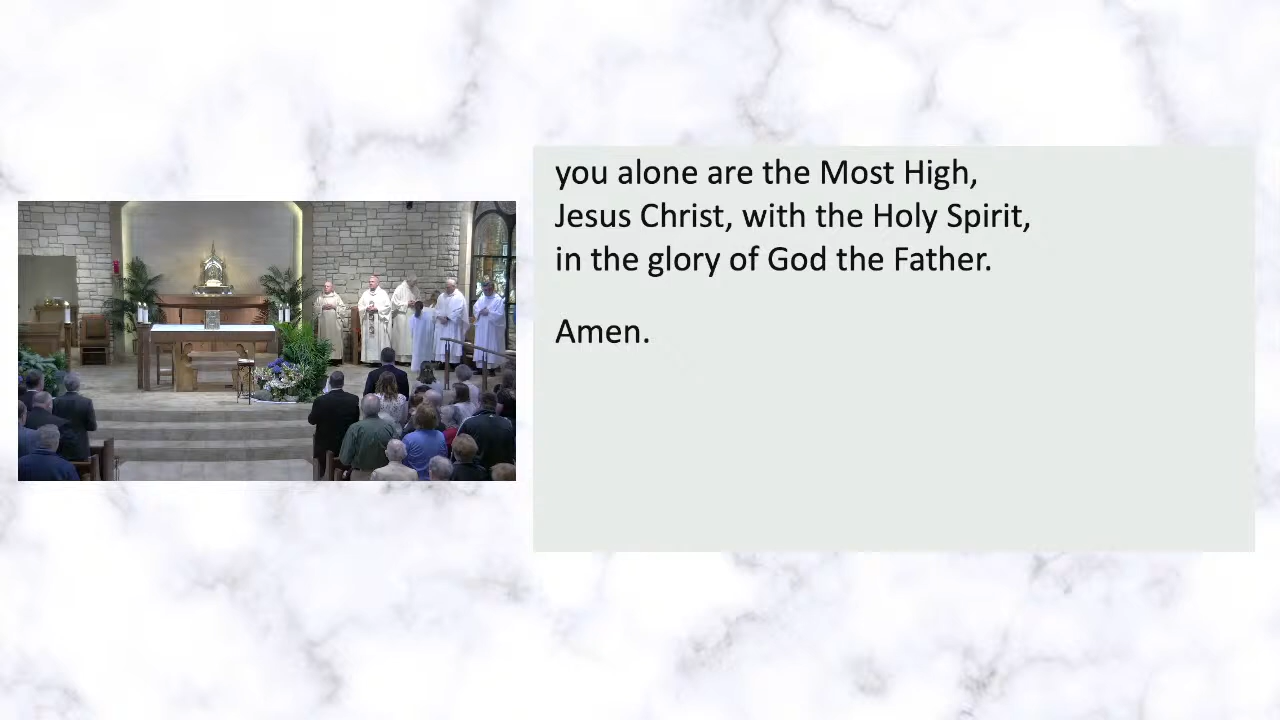 you alone are the Most High,
Jesus Christ, with the Holy Spirit,
in the glory of God the Father.
Amen.